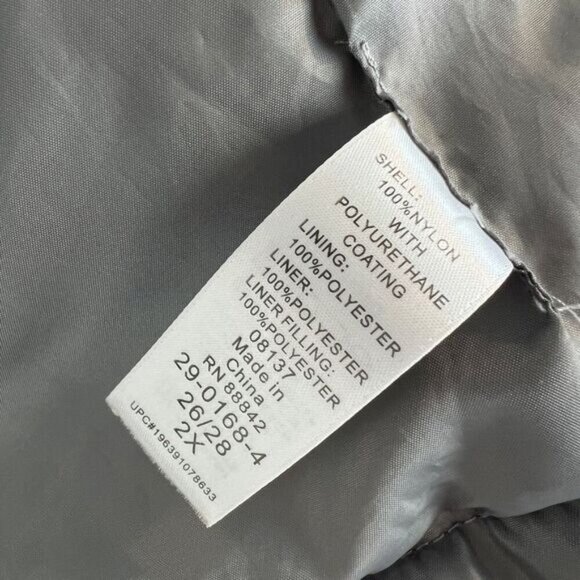 SHELL:
100%NYLON
WITH
POLYURETHANE
COATING
LINING:
100%POLYESTER
LINER:
100%POLYESTER
LINER FILLING:
100%POLYESTER
08137
Made in
China
RN 88842
29-0168-4
26/28
2X
UPC#196391078633